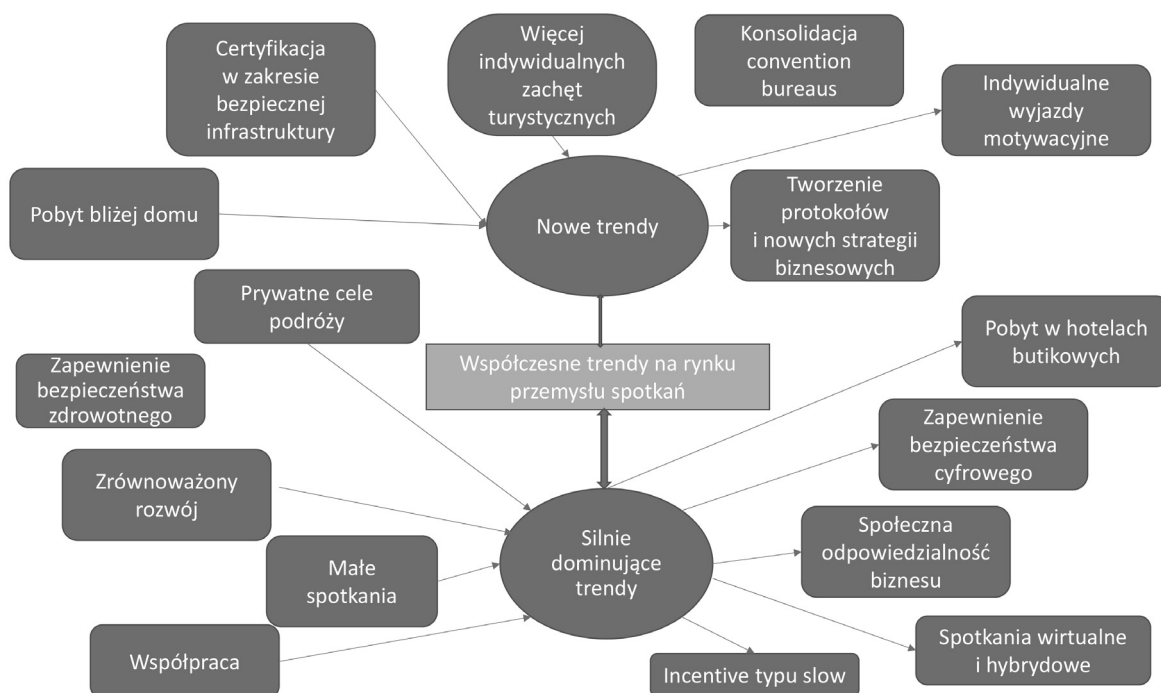 Certyfikacja
w zakresie
bezpiecznej
infrastruktury
Więcej
indywidualnych
zachęt
turystycznych
Konsolidacja
convention
bureaus
Indywidualne
wyjazdy
motywacyjne
Pobyt bliżej domu
Nowe trendy
Tworzenie
protokołów
i nowych strategii
biznesowych
Prywatne cele
podróży
Zapewnienie
bezpieczeństwa
zdrowotnego
Współczesne trendy na rynku
przemysłu spotkań
Pobyt w hotelach
butikowych
Zapewnienie
bezpieczeństwa
cyfrowego
Zrównoważony
rozwój
Silnie
dominujące
trendy
Społeczna
odpowiedzialność
biznesu
Małe
spotkania
Współpraca
Incentive typu slow
Spotkania wirtualne
i hybrydowe